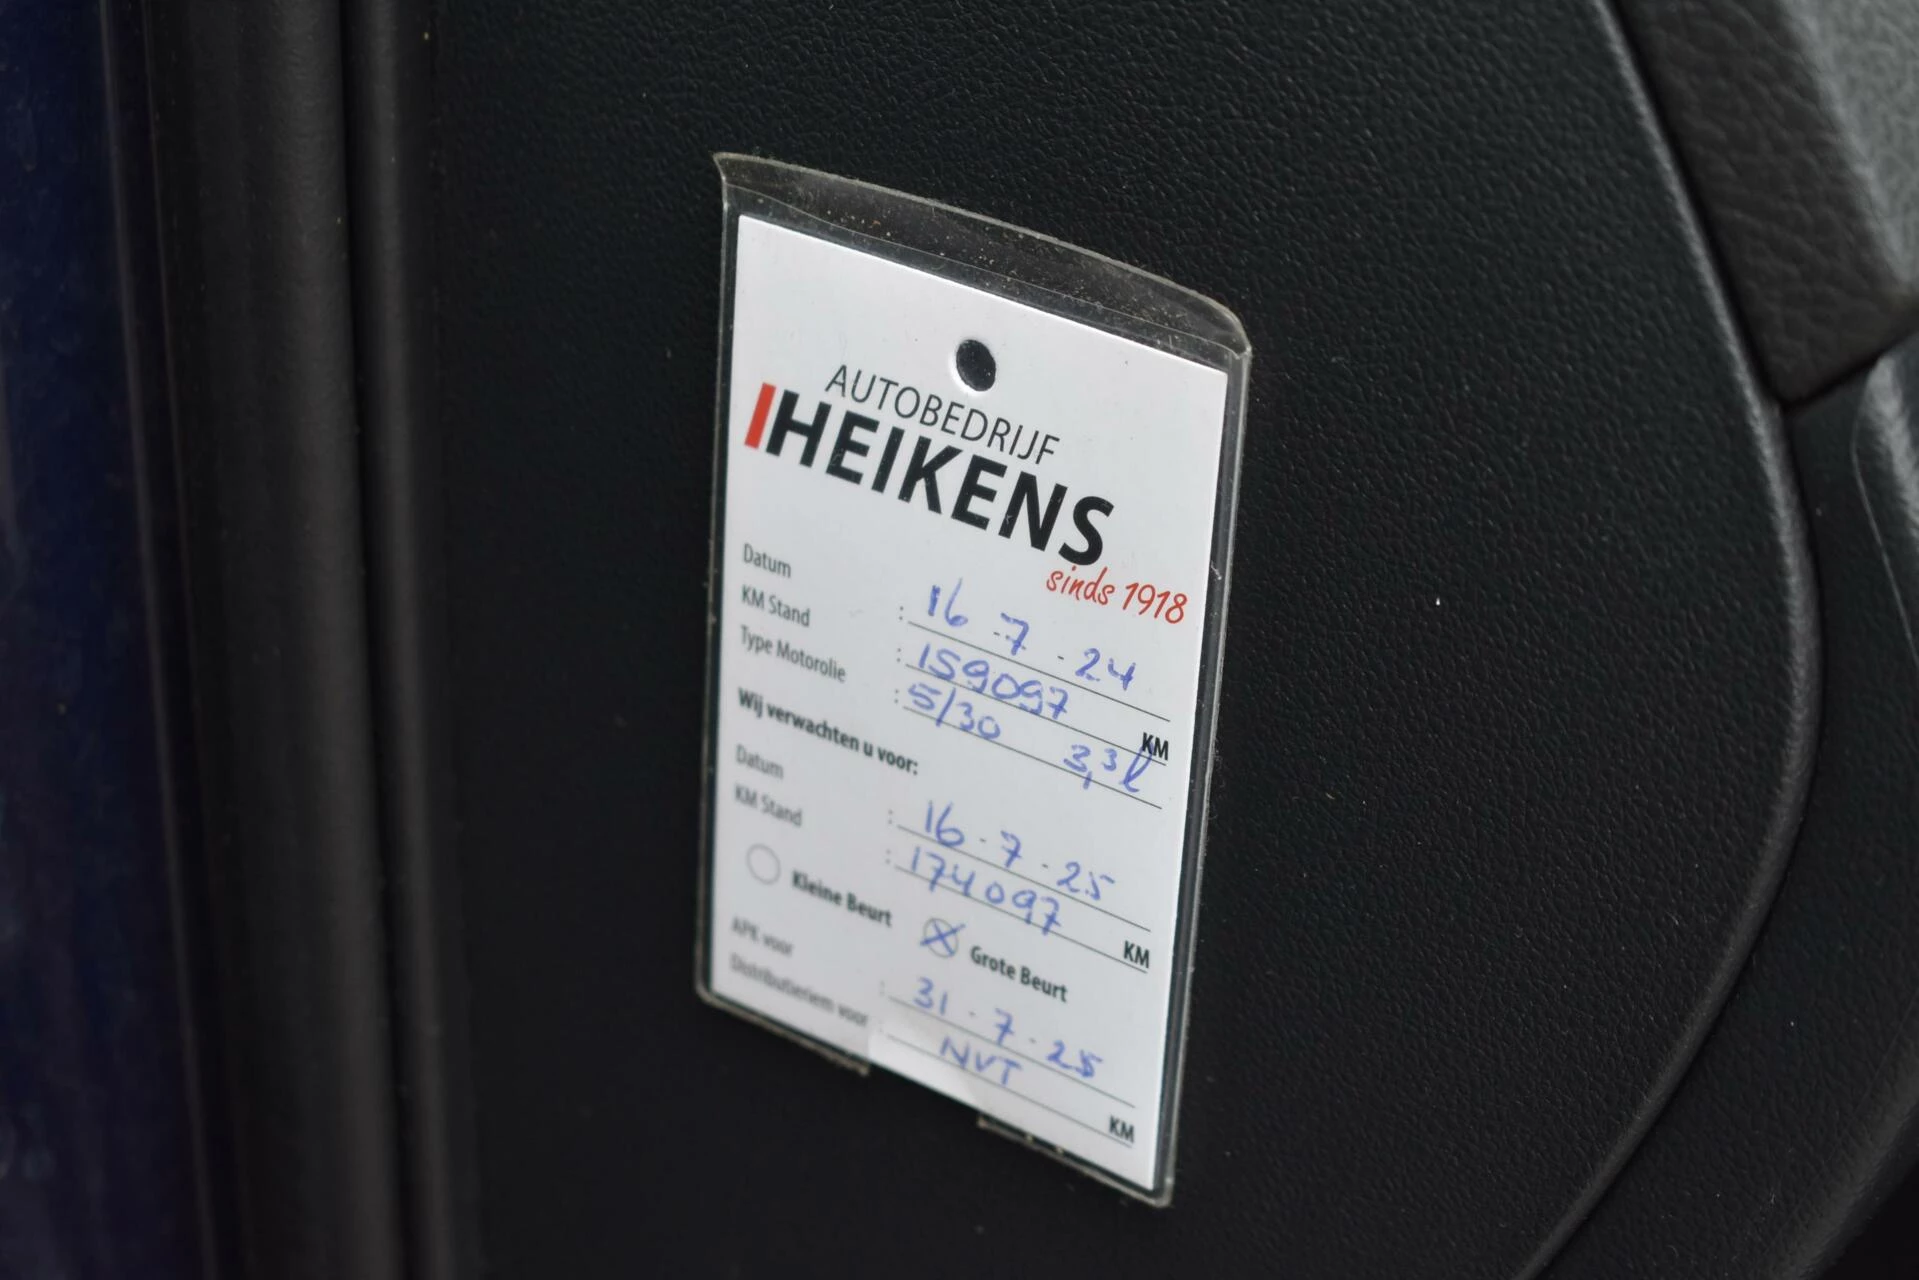 AUTOBEDRIJF
HEIKENS
sinds 1918
Datum : 16-7-24
KM Stand : 159097 KM
Type Motorolie : 5/30 3,3 l
Wij verwachten u voor:
Datum : 16-7-25
KM Stand : 174097 KM
Kleine Beurt Grote Beurt
APK voor : 31-7-25
Distributieriem voor : NVT KM